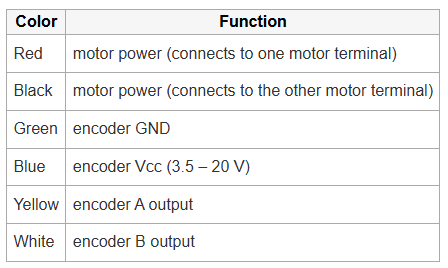 Color Function
Red motor power (connects to one motor terminal)
Black motor power (connects to the other motor terminal)
Green encoder GND
Blue encoder Vcc (3.5 – 20 V)
Yellow encoder A output
White encoder B output